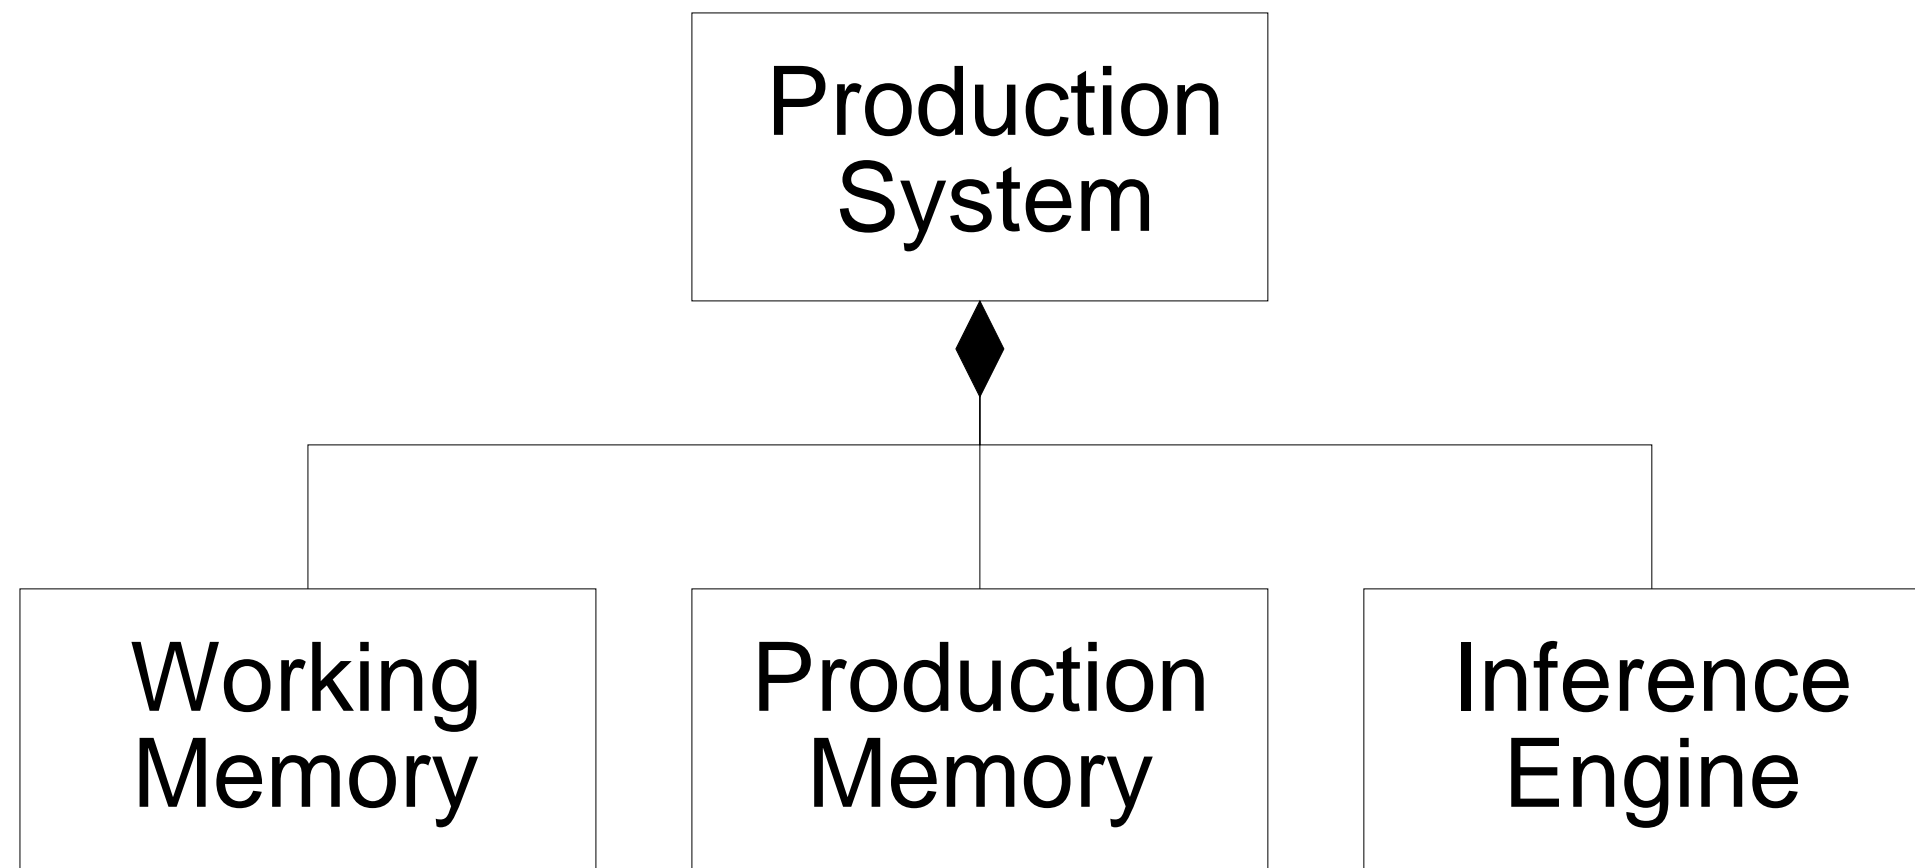 Production
System
Working
Memory
Production
Memory
Inference
Engine